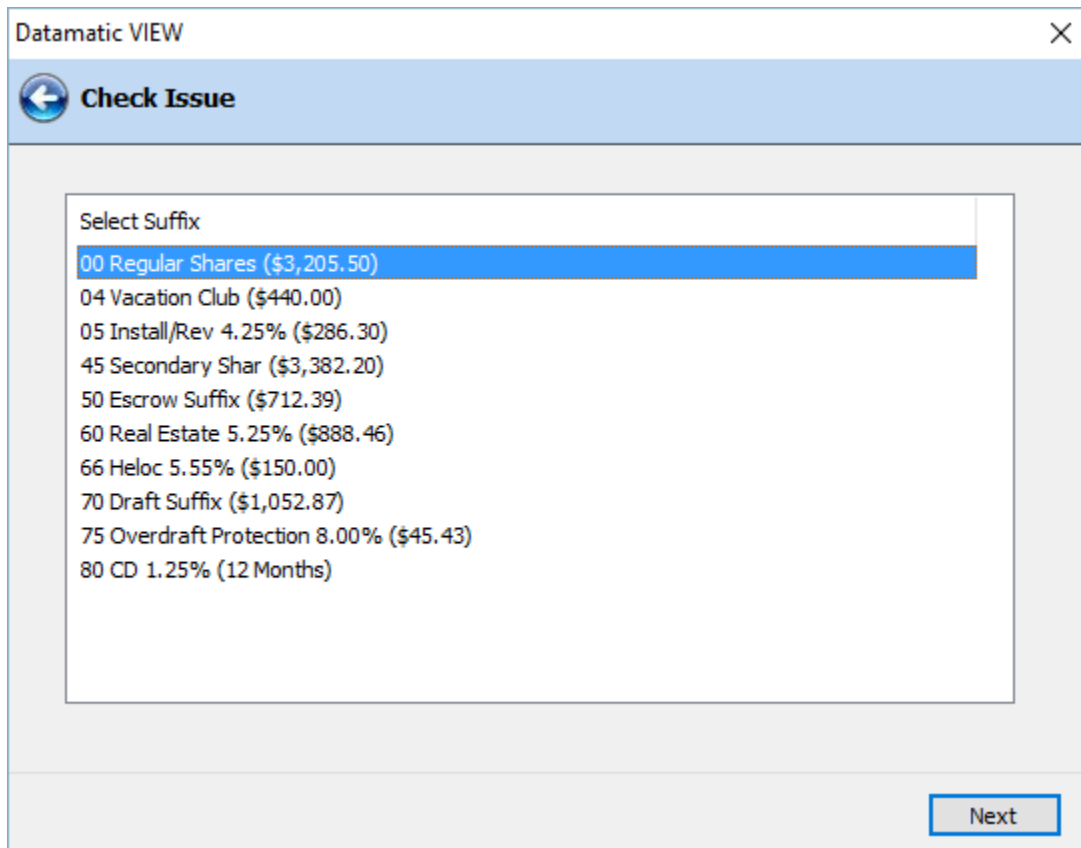 Datamatic VIEW
Check Issue
Select Suffix
00 Regular Shares ($3,205.50)
04 Vacation Club ($440.00)
05 Install/Rev 4.25% ($286.30)
45 Secondary Shar ($3,382.20)
50 Escrow Suffix ($712.39)
60 Real Estate 5.25% ($888.46)
66 Heloc 5.55% ($150.00)
70 Draft Suffix ($1,052.87)
75 Overdraft Protection 8.00% ($45.43)
80 CD 1.25% (12 Months)
Next